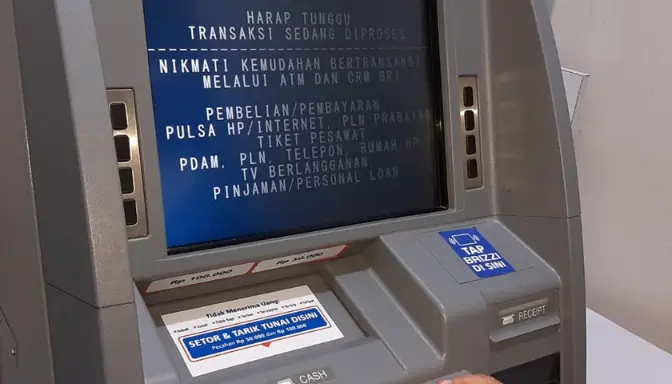 HARAP TUNGGU
TRANSAKSI SEDANG DIPROSES
NIKMATI KEMUDAHAN BERTRANSAKSI
MELALUI ATM DAN CRM BRI
PEMBELIAN/PEMBAYARAN
PULSA HP/INTERNET, PLN PRABAYAR
TIKET PESAWAT
PDAM, PLN, TELEPON, RUMAH/HP
TV BERLANGGANAN
PINJAMAN/PERSONAL LOAN
Rp 100.000
Rp 50.000
TAP
BRIZZI
DI SINI
Tidak Menerima Uang:
SETOR & TARIK TUNAI DISINI
Pecahan Rp 50.000 dan Rp 100.000
RECEIPT
CASH